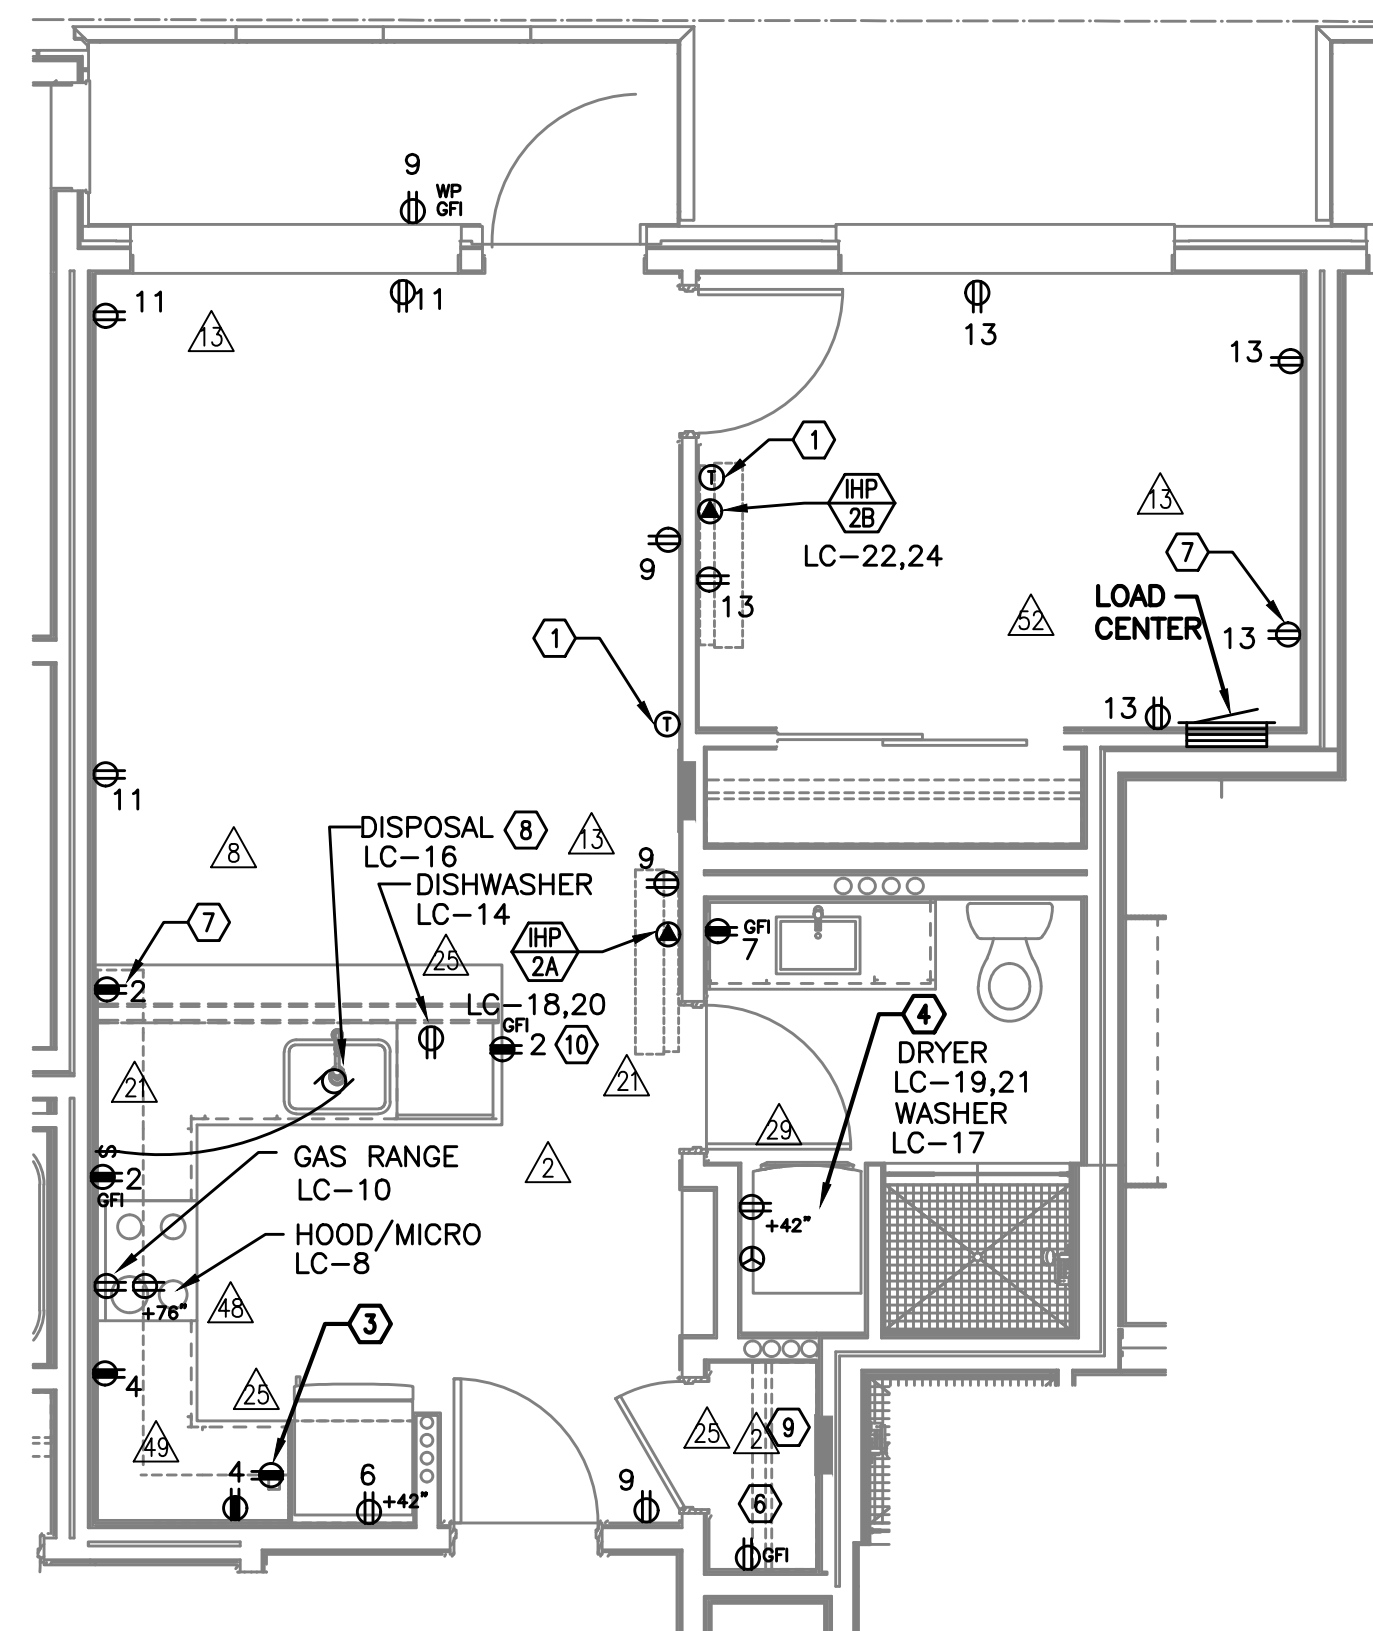 9
WP
GFI
11
11
13
13
13
1
T
IHP
2B
LC-22,24
13
7
9
13
LOAD
CENTER
52
13
1
T
13
11
DISPOSAL 8
LC-16
13
8
9
DISHWASHER
LC-14
7
25
IHP
2A
GFI
7
2
LC-18,20
GFI
2 10
4
DRYER
LC-19,21
WASHER
LC-17
21
21
29
S
2
GFI
GAS RANGE
LC-10
2
+42"
HOOD/MICRO
LC-8
+76"
48
3
4
25
49
25
2
9
4
6
+42"
9
6
GFI